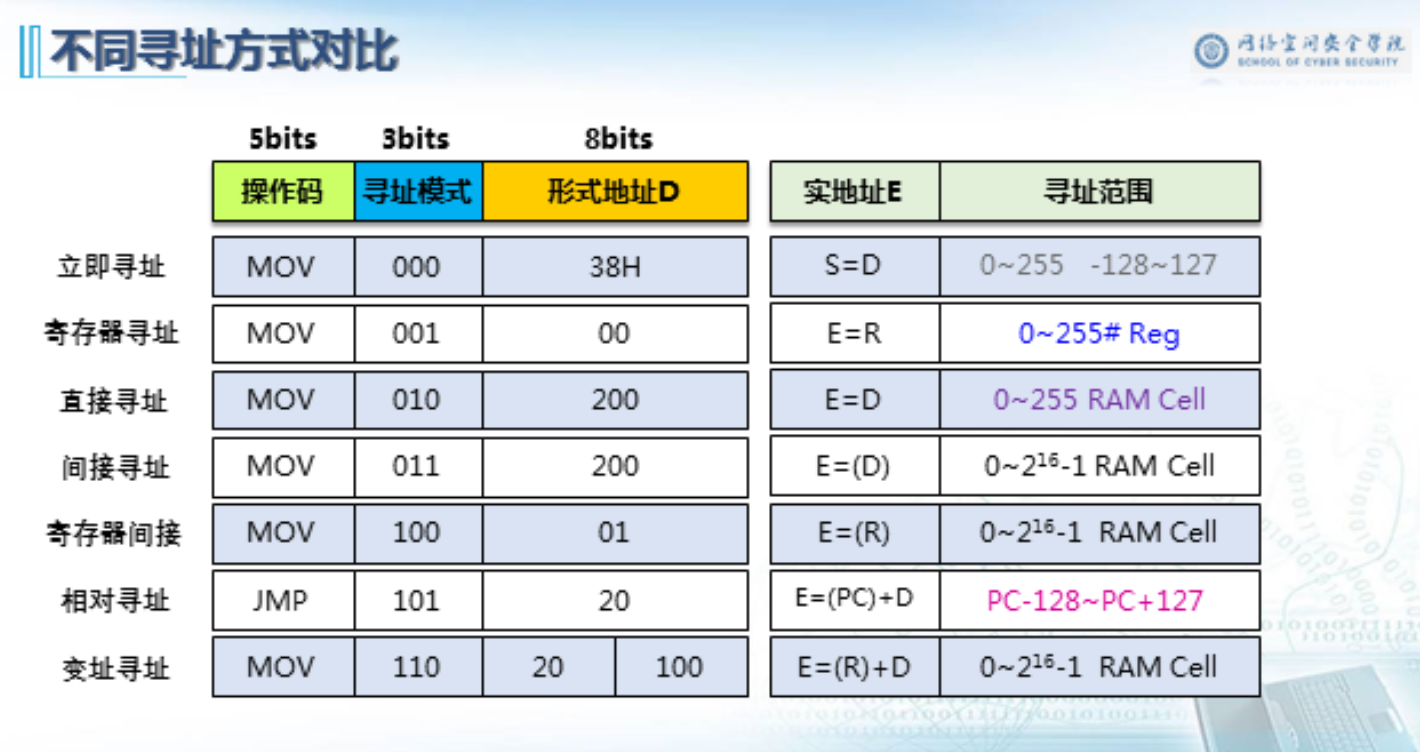 不同寻址方式对比
网络空间安全学院
SCHOOL OF CYBER SECURITY
5bits 3bits 8bits
操作码 寻址模式 形式地址D 实地址E 寻址范围
立即寻址 MOV 000 38H S=D 0~255 -128~127
寄存器寻址 MOV 001 00 E=R 0~255# Reg
直接寻址 MOV 010 200 E=D 0~255 RAM Cell
间接寻址 MOV 011 200 E=(D) 0~2¹⁶-1 RAM Cell
寄存器间接 MOV 100 01 E=(R) 0~2¹⁶-1 RAM Cell
相对寻址 JMP 101 20 E=(PC)+D PC-128~PC+127
变址寻址 MOV 110 20 100 E=(R)+D 0~2¹⁶-1 RAM Cell